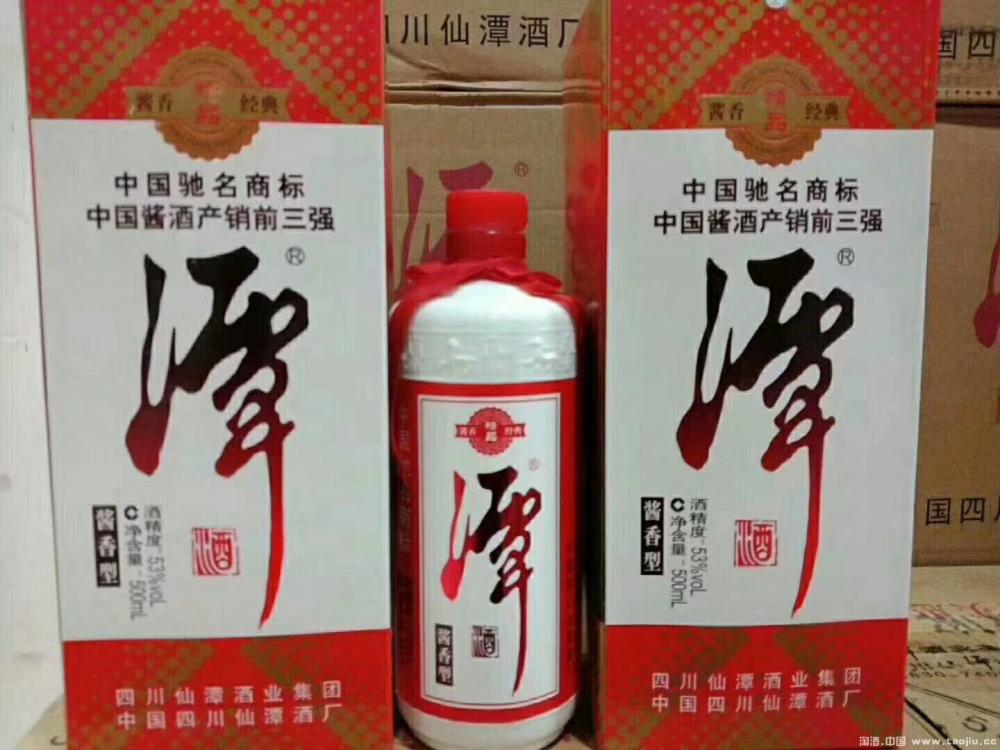 川仙潭酒厂
国四
酱香 精品 经典
中国驰名商标
中国酱酒产销前三强
潭®
酱香型
酒精度:53%vol
净含量:500mL
酒
四川仙潭酒业集团
中国四川仙潭酒厂
®
酱香 精品 经典
潭®
酱香型
酒
酱香 精品 经典
中国驰名商标
中国酱酒产销前三强
潭®
酱香型
酒精度:53%vol
净含量:500mL
酒
四川仙潭酒业集团
中国四川仙潭酒厂
国四川
淘酒.中国 www.taojiu.cc